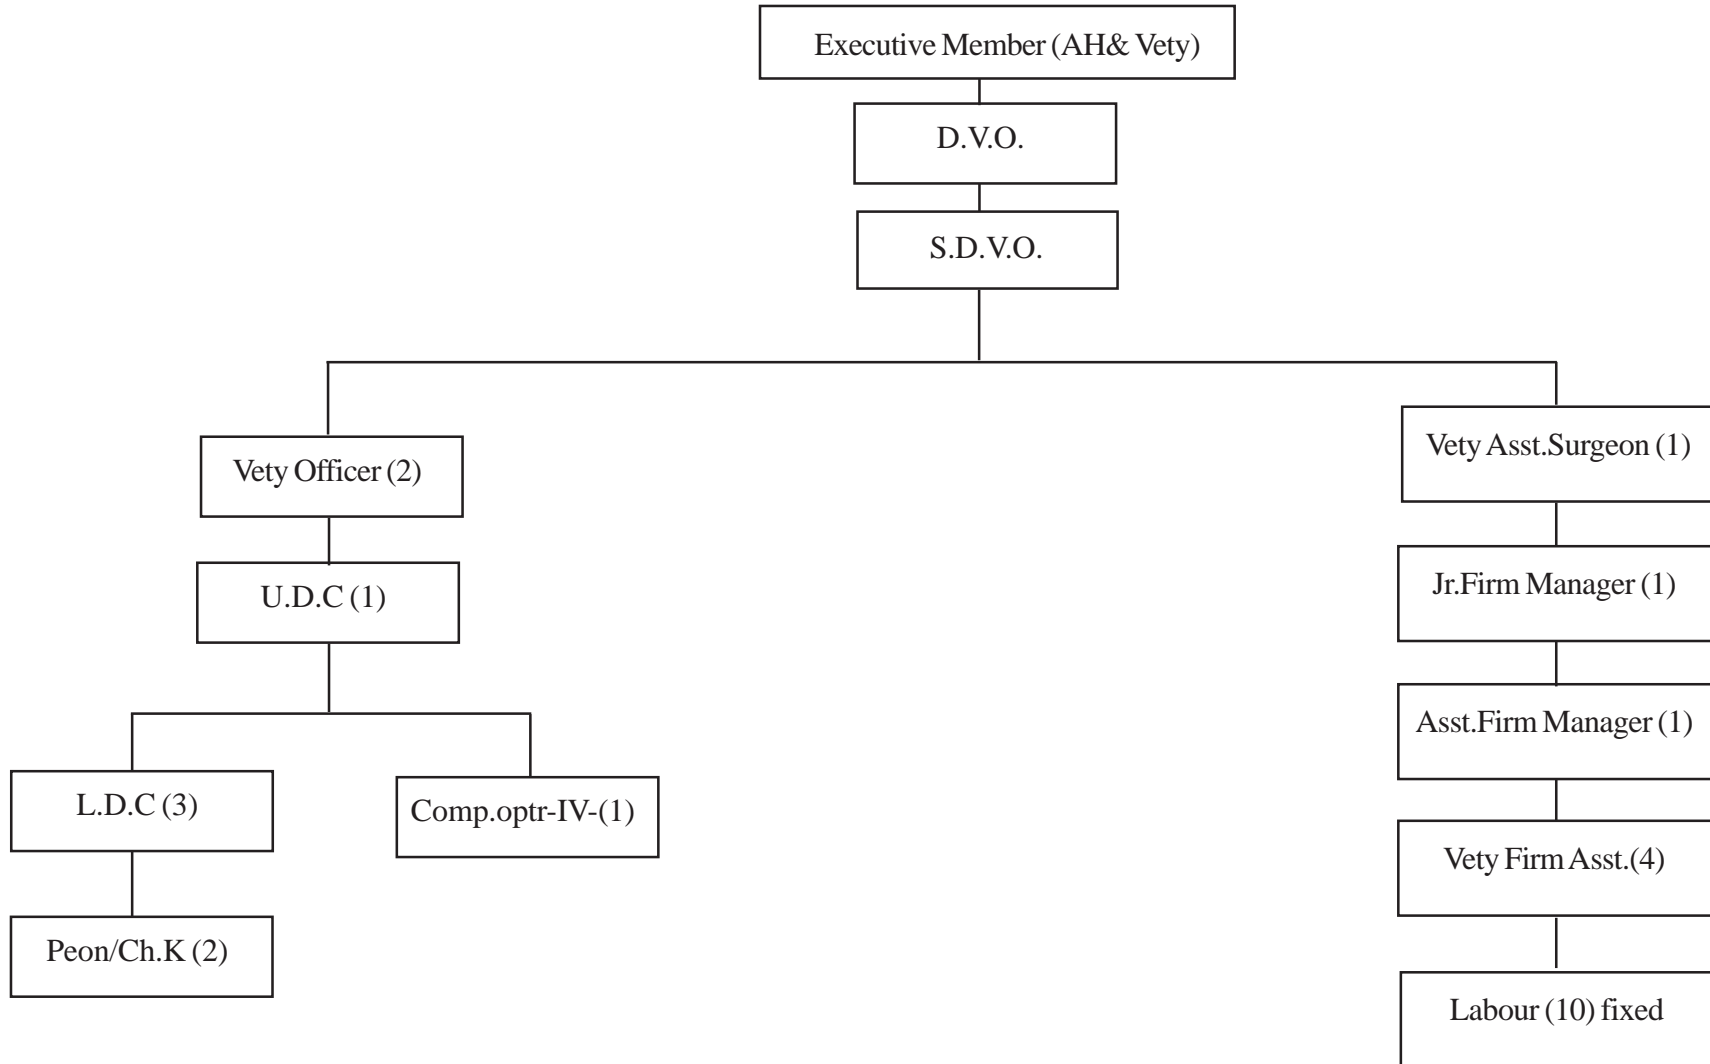 Executive Member (AH& Vety)
D.V.O.
S.D.V.O.
Vety Officer (2)
U.D.C (1)
L.D.C (3)
Comp.optr-IV-(1)
Peon/Ch.K (2)
Vety Asst.Surgeon (1)
Jr.Firm Manager (1)
Asst.Firm Manager (1)
Vety Firm Asst.(4)
Labour (10) fixed